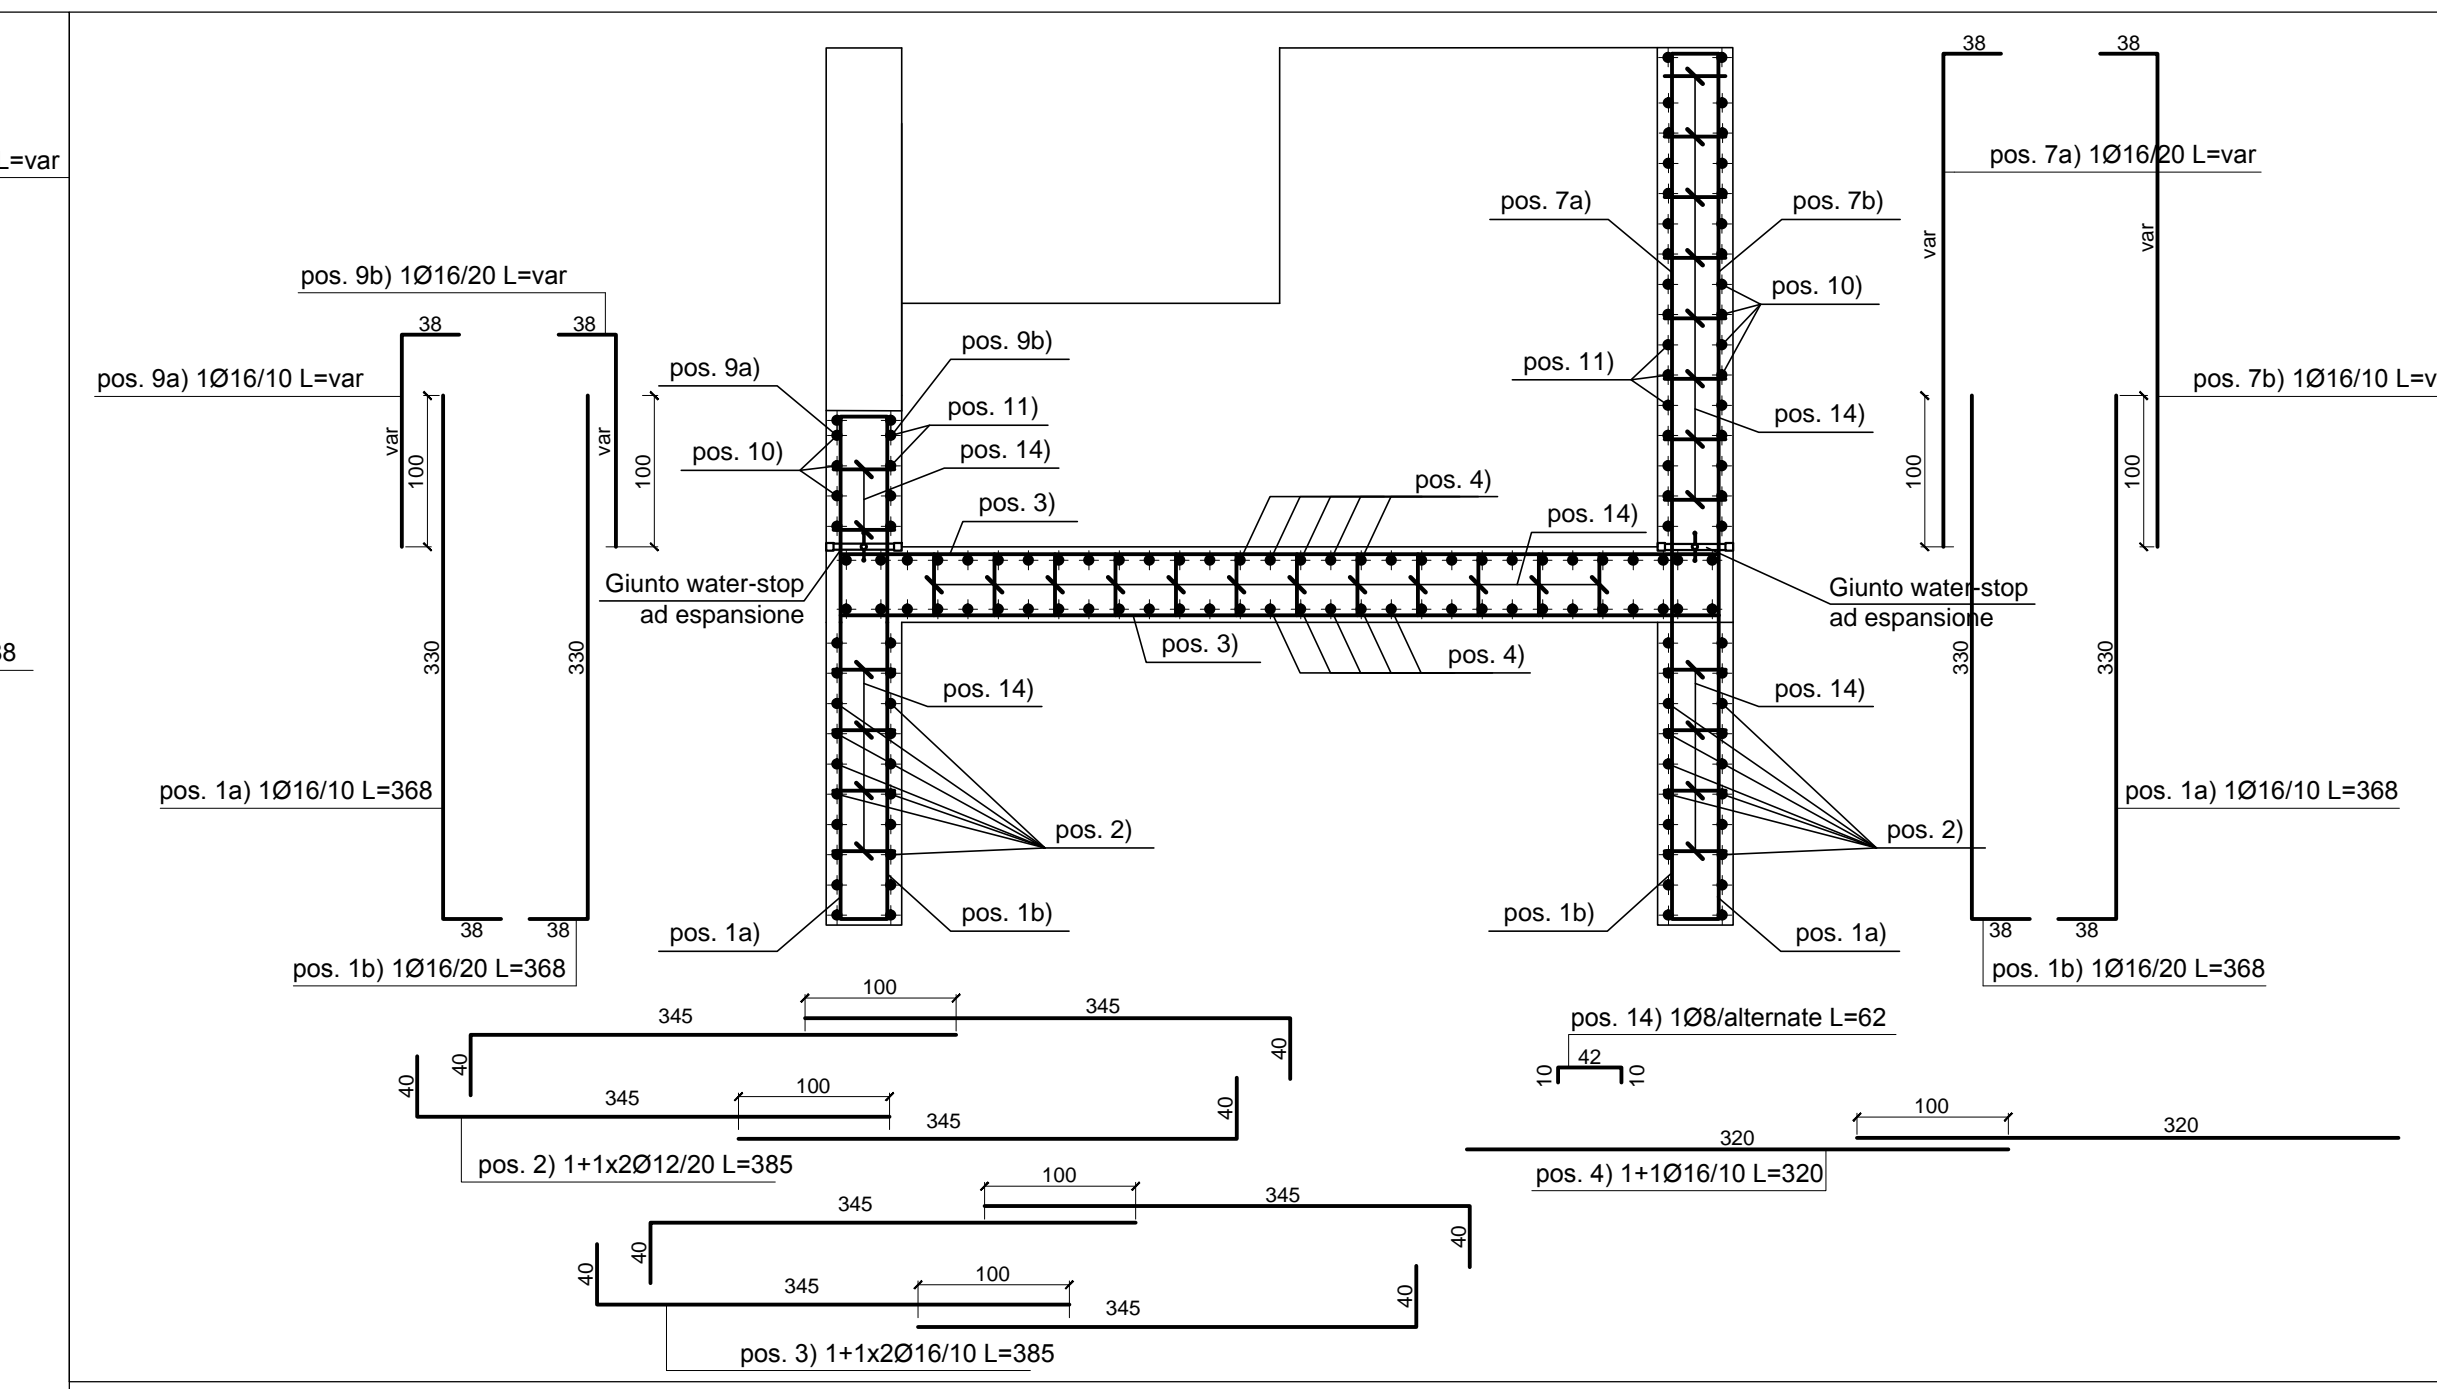 L=var
38
38
38
pos. 7a) 1Ø16/20 L=var
pos. 7a)
pos. 7b)
var
var
pos. 9b) 1Ø16/20 L=var
pos. 10)
38
38
pos. 9b)
pos. 9a)
pos. 11)
pos. 9a) 1Ø16/10 L=var
pos. 7b) 1Ø16/10 L=v
pos. 11)
pos. 14)
var
100
var
100
pos. 10)
pos. 14)
100
100
pos. 3)
pos. 4)
pos. 14)
Giunto water-stop
ad espansione
Giunto water-stop
ad espansione
330
330
pos. 3)
pos. 4)
330
330
pos. 14)
pos. 14)
pos. 1a) 1Ø16/10 L=368
pos. 1a) 1Ø16/10 L=368
pos. 2)
pos. 2)
38
38
pos. 1a)
pos. 1b)
pos. 1b)
pos. 1a)
38
38
pos. 1b) 1Ø16/20 L=368
pos. 1b) 1Ø16/20 L=368
100
345
345
40
40
40
100
345
345
40
pos. 2) 1+1x2Ø12/20 L=385
pos. 14) 1Ø8/alternate L=62
10
42
10
100
320
320
pos. 4) 1+1Ø16/10 L=320
100
345
345
40
40
40
100
345
345
40
pos. 3) 1+1x2Ø16/10 L=385